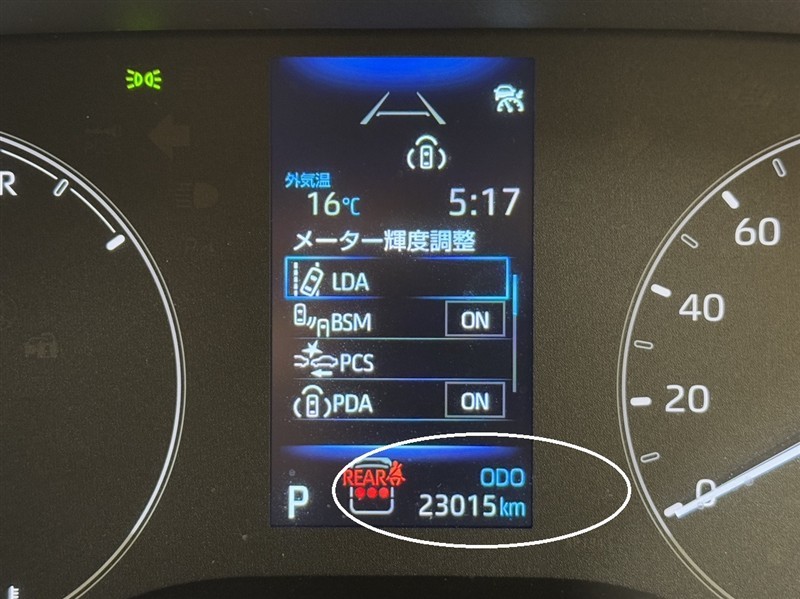 外気温
16℃ 5:17
メーター輝度調整
LDA
BSM ON
PCS
PDA ON
REAR
ODO
P 23015km
R
60
40
20
0